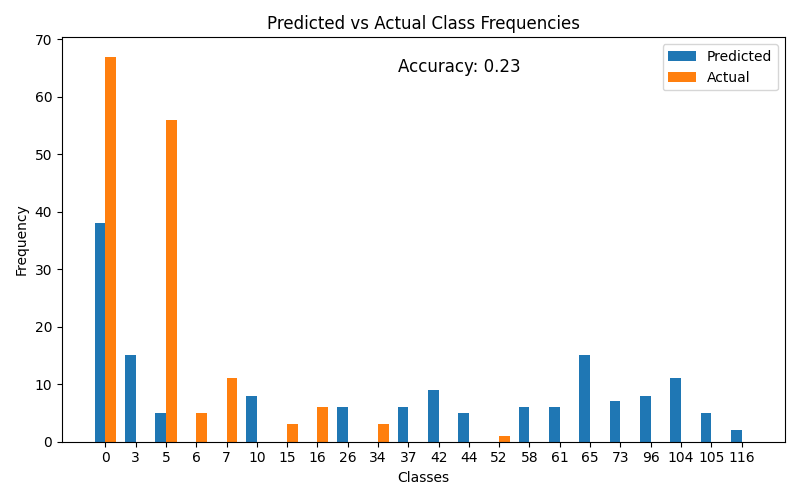 Predicted vs Actual Class Frequencies
Accuracy: 0.23
Predicted
Actual
Frequency
70
60
50
40
30
20
10
0
0 3 5 6 7 10 15 16 26 34 37 42 44 52 58 61 65 73 96 104 105 116
Classes